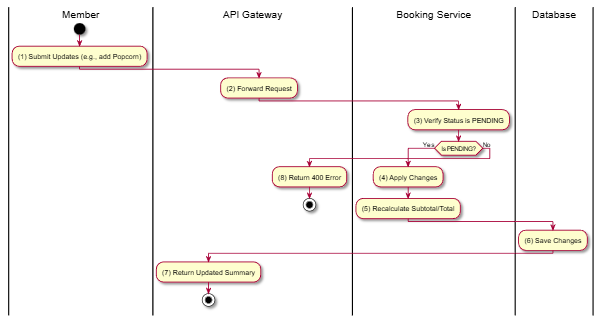 Member
API Gateway
Booking Service
Database
(1) Submit Updates (e.g., add Popcorn)
(2) Forward Request
(3) Verify Status is PENDING
Yes
Is PENDING?
No
(8) Return 400 Error
(4) Apply Changes
(5) Recalculate Subtotal/Total
(6) Save Changes
(7) Return Updated Summary